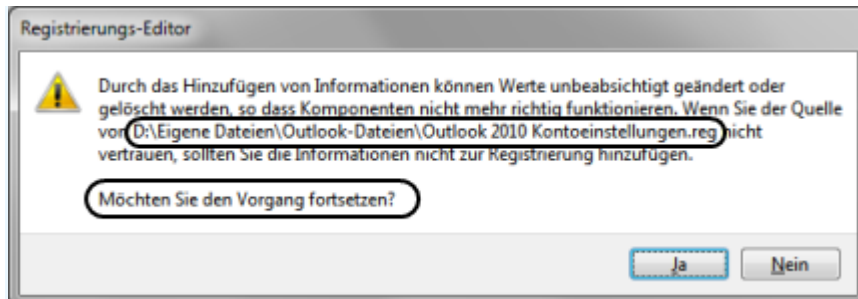 Registrierungs-Editor
Durch das Hinzufügen von Informationen können Werte unbeabsichtigt geändert oder
gelöscht werden, so dass Komponenten nicht mehr richtig funktionieren. Wenn Sie der Quelle
von D:\Eigene Dateien\Outlook-Dateien\Outlook 2010 Kontoeinstellungen.reg nicht
vertrauen, sollten Sie die Informationen nicht zur Registrierung hinzufügen.
Möchten Sie den Vorgang fortsetzen?
Ja
Nein